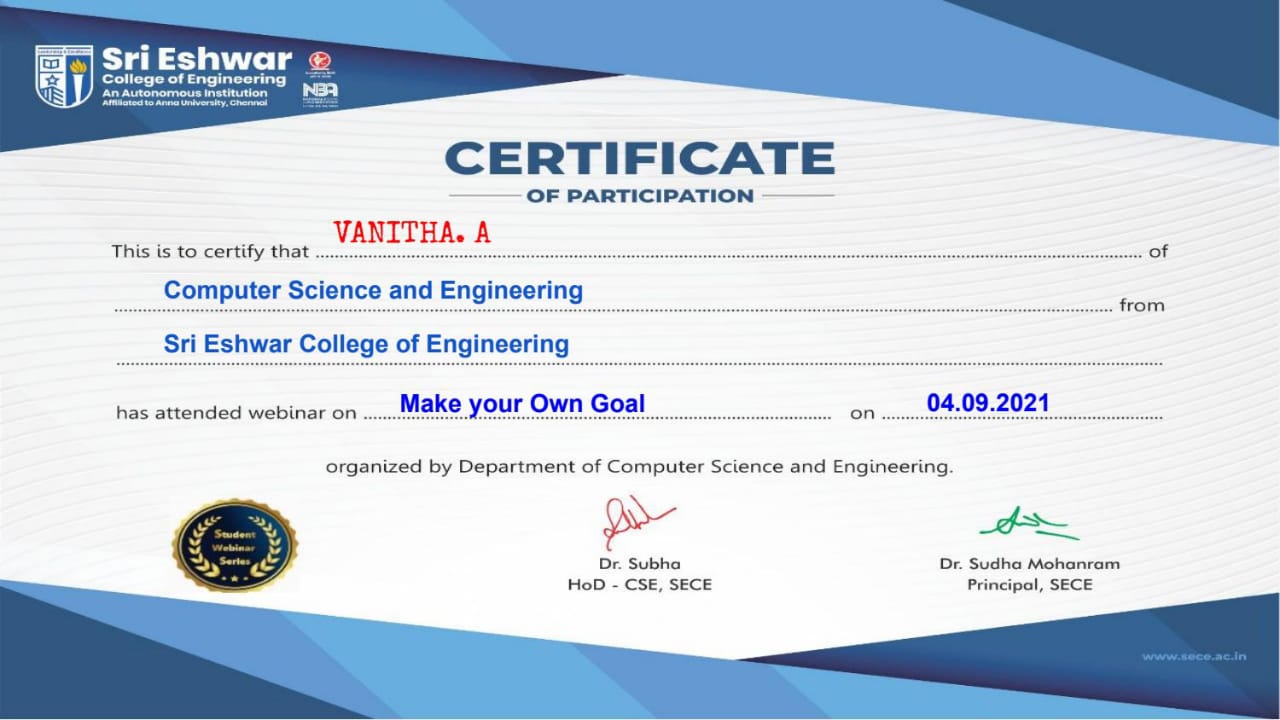 Sri Eshwar
College of Engineering
An Autonomous Institution
Affiliated to Anna University, Chennai
NBA
CERTIFICATE
OF PARTICIPATION
This is to certify that VANITHA. A of
Computer Science and Engineering from
Sri Eshwar College of Engineering
has attended webinar on Make your Own Goal on 04.09.2021
organized by Department of Computer Science and Engineering.
Student
Webinar
Series
Dr. Subha
HoD - CSE, SECE
Dr. Sudha Mohanram
Principal, SECE
www.sece.ac.in